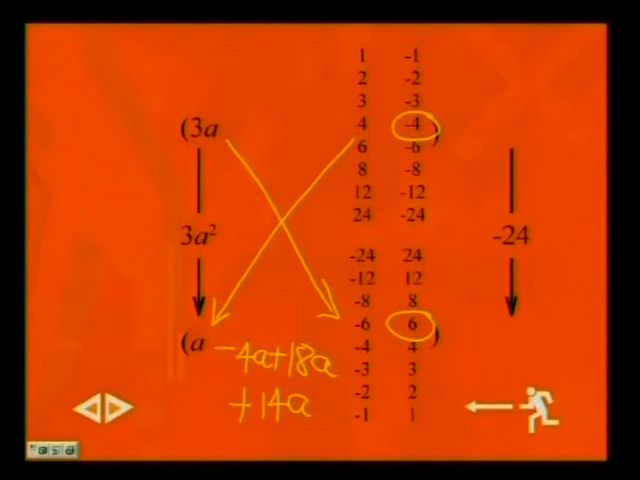 1 -1
2 -2
3 -3
(3a 4 -4 )
6 -6
8 -8
12 -12
24 -24
3a² -24
-24 24
-12 12
-8 8
-6 6
(a -4 4 )
-3 3
-2 2
-1 1
-4a+18a
+14a